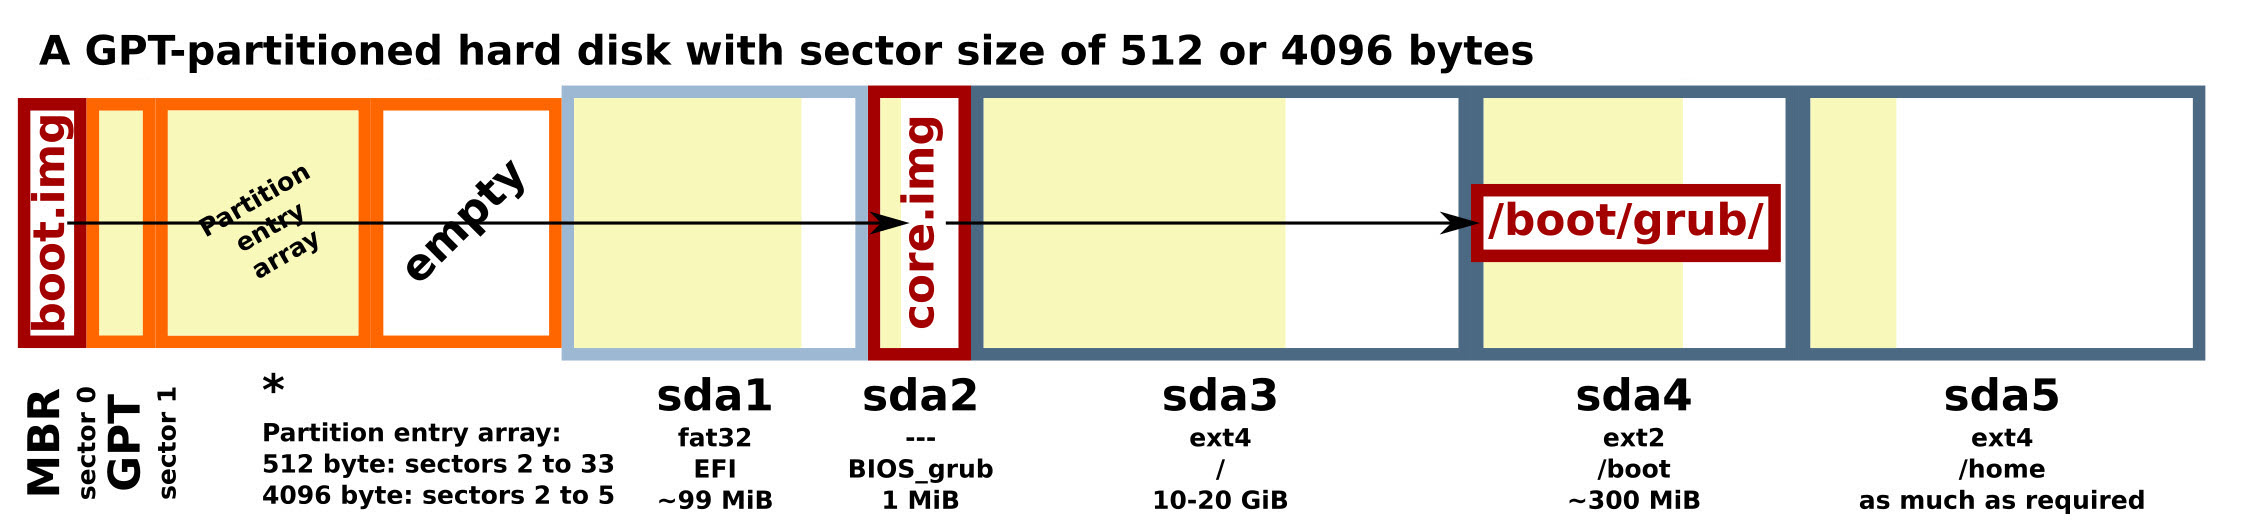 A GPT-partitioned hard disk with sector size of 512 or 4096 bytes
boot.img
Partition
entry
array
empty
core.img
/boot/grub/
MBR
sector 0
GPT
sector 1
*
Partition entry array:
512 byte: sectors 2 to 33
4096 byte: sectors 2 to 5
sda1
fat32
EFI
~99 MiB
sda2
---
BIOS_grub
1 MiB
sda3
ext4
/
10-20 GiB
sda4
ext2
/boot
~300 MiB
sda5
ext4
/home
as much as required